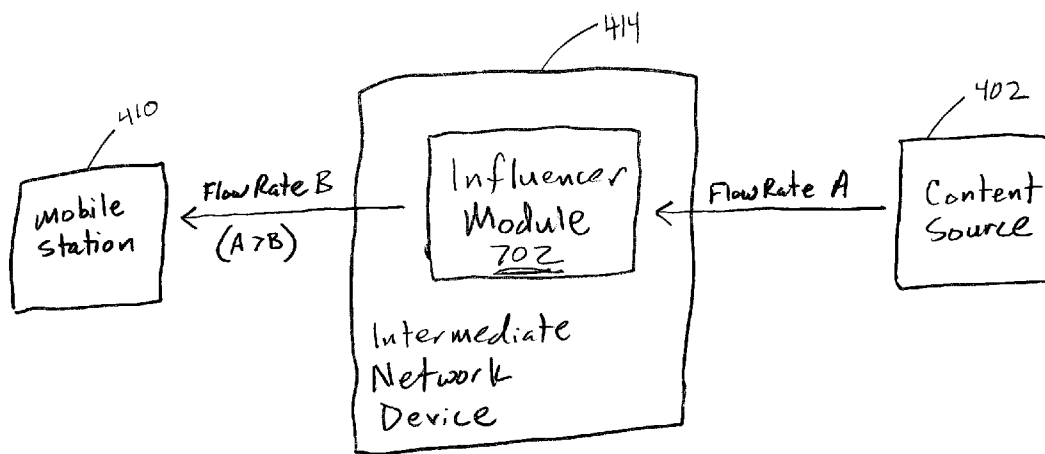 414
410
402
Mobile
station
Flow Rate B
(A>B)
Influencer
Module
702
Flow Rate A
Content
Source
Intermediate
Network
Device